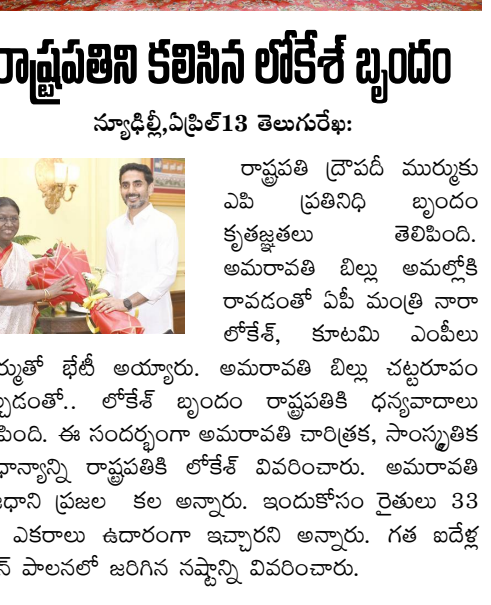 రాష్ట్రపతిని కలిసిన లోకేశ్ బృందం
న్యూఢిల్లీ,ఏప్రిల్13 తెలుగురేఖ:
రాష్ట్రపతి ద్రౌపదీ ముర్ముకు
ఎపి ప్రతినిధి బృందం
కృతజ్ఞతలు తెలిపింది.
అమరావతి బిల్లు అమల్లోకి
రావడంతో ఏపీ మంత్రి నారా
లోకేశ్, కూటమి ఎంపీలు
భేటీ అయ్యారు. అమరావతి బిల్లు చట్టరూపం
లోకేశ్ బృందం రాష్ట్రపతికి ధన్యవాదాలు
ఈ సందర్భంగా అమరావతి చారిత్రక, సాంస్కృతిక
రాష్ట్రపతికి లోకేశ్ వివరించారు. అమరావతి
ప్రజల కల అన్నారు. ఇందుకోసం రైతులు 33
ఎకరాలు ఉదారంగా ఇచ్చారని అన్నారు. గత ఐదేళ్ల
పాలనలో జరిగిన నష్టాన్ని వివరించారు.